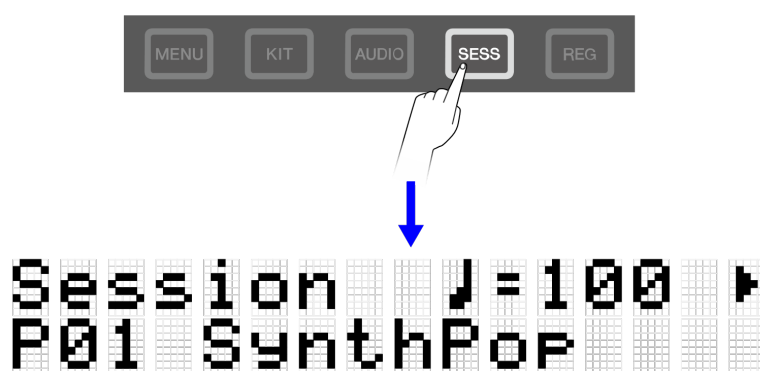 MENU KIT AUDIO SESS REG
Session ♩=100 ▶
P01 SynthPop